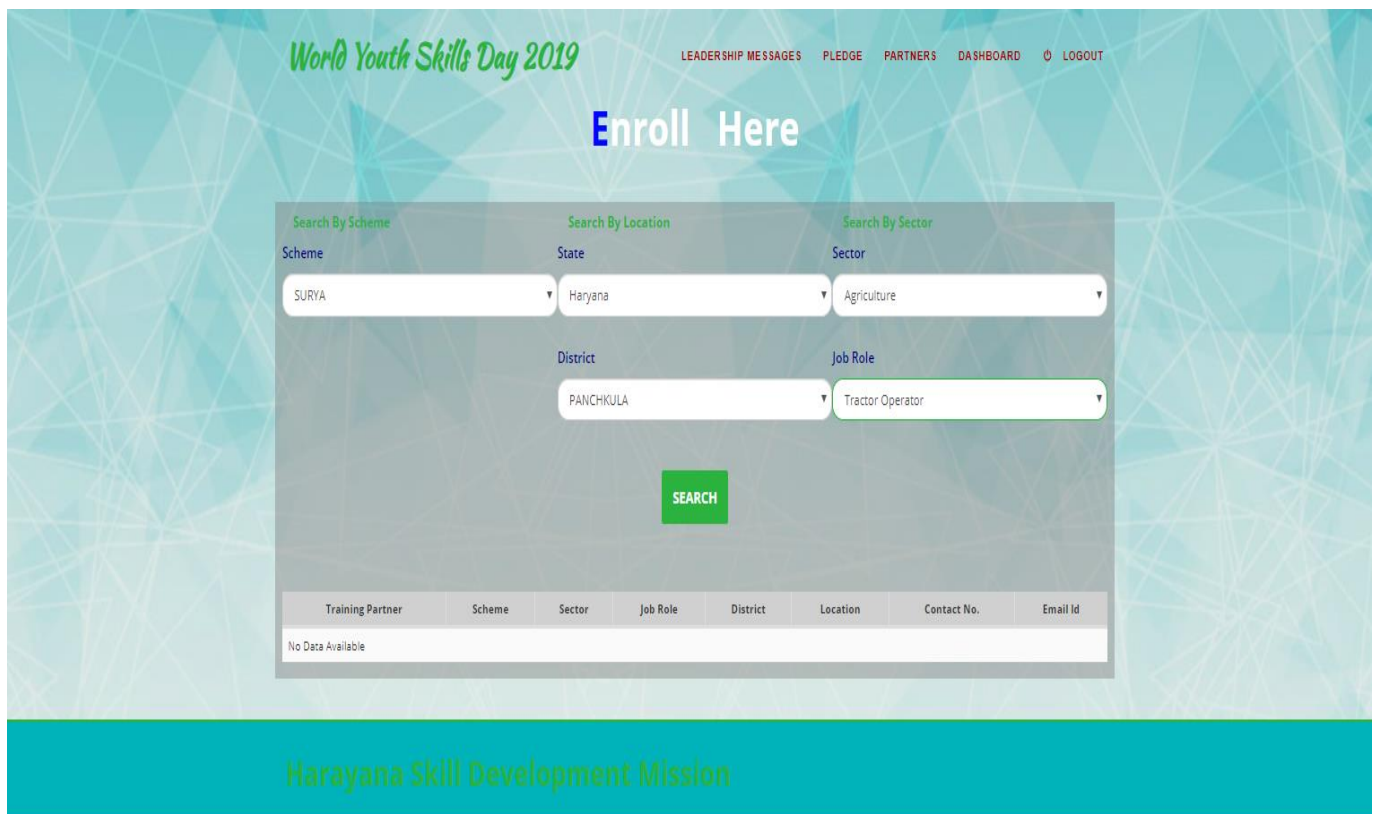 World Youth Skills Day 2019
LEADERSHIP MESSAGES PLEDGE PARTNERS DASHBOARD LOGOUT
Enroll Here
Search By Scheme Search By Location Search By Sector
Scheme State Sector
SURYA Haryana Agriculture
District Job Role
PANCHKULA Tractor Operator
SEARCH
Training Partner Scheme Sector Job Role District Location Contact No. Email Id
No Data Available
Harayana Skill Development Mission